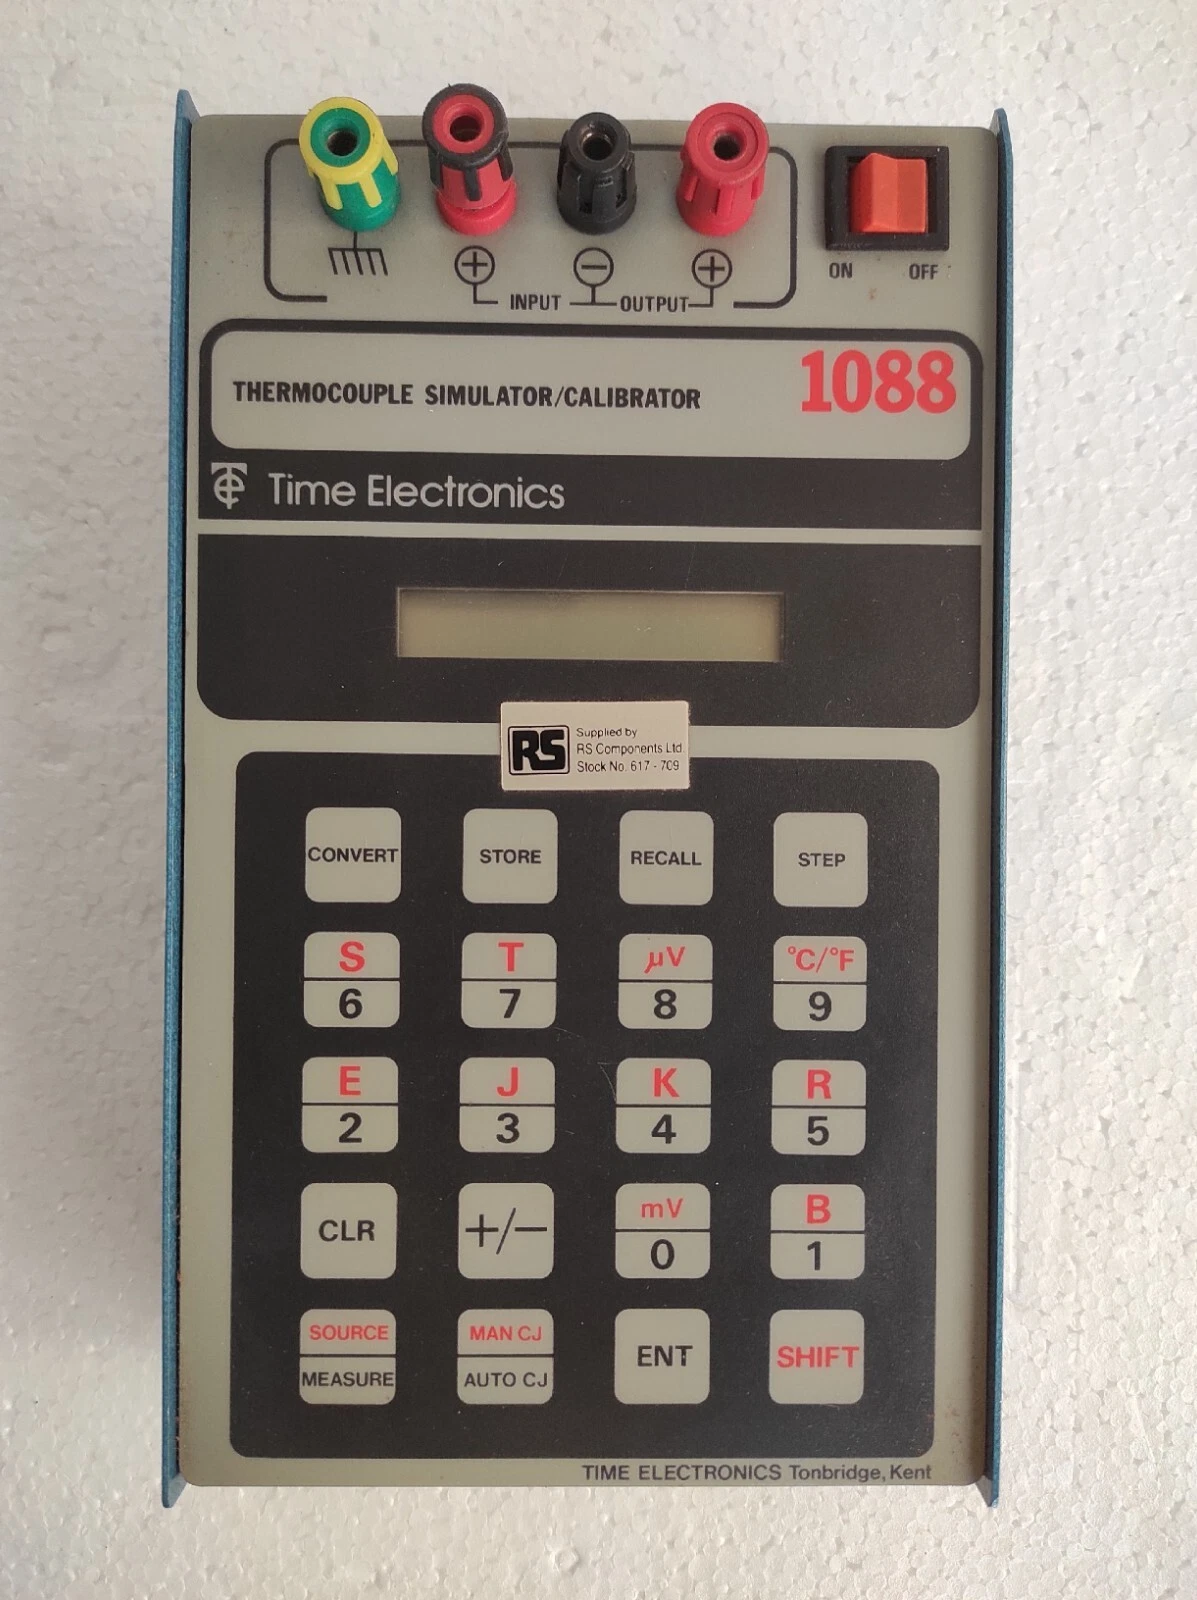 ON OFF
+ − +
INPUT OUTPUT
THERMOCOUPLE SIMULATOR/CALIBRATOR 1088
Time Electronics
RS
Supplied by
RS Components Ltd.
Stock No. 617 - 709
CONVERT STORE RECALL STEP
S T µV °C/°F
6 7 8 9
E J K R
2 3 4 5
CLR +/− mV B
0 1
SOURCE MAN CJ ENT SHIFT
MEASURE AUTO CJ
TIME ELECTRONICS Tonbridge, Kent